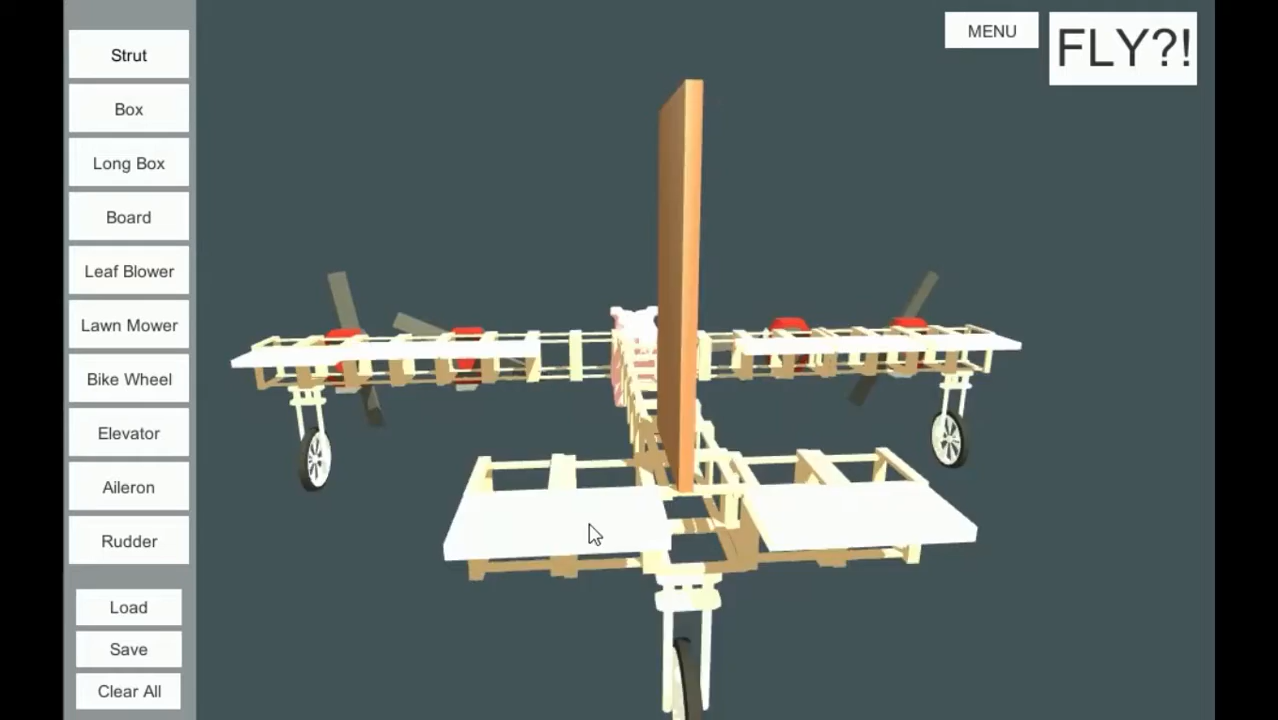 Strut
Box
Long Box
Board
Leaf Blower
Lawn Mower
Bike Wheel
Elevator
Aileron
Rudder
Load
Save
Clear All
MENU
FLY?!